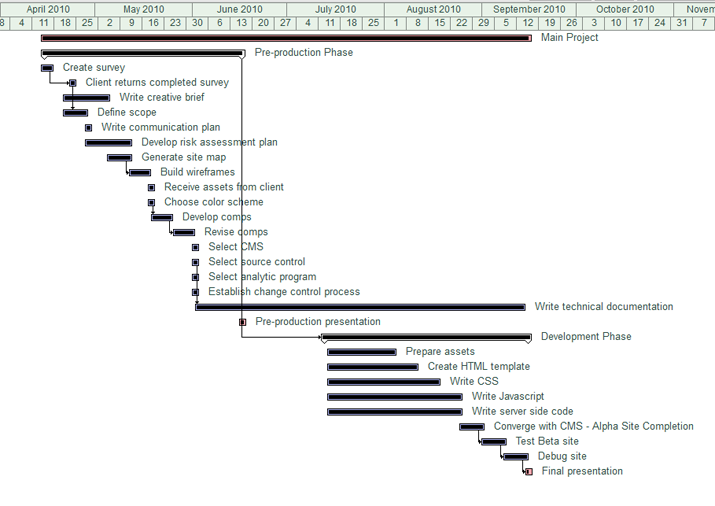 April 2010 May 2010 June 2010 July 2010 August 2010 September 2010 October 2010 Novem
8 4 11 18 25 2 9 16 23 30 6 13 20 27 4 11 18 25 1 8 15 22 29 5 12 19 26 3 10 17 24 31 7
Main Project
Pre-production Phase
Create survey
Client returns completed survey
Write creative brief
Define scope
Write communication plan
Develop risk assessment plan
Generate site map
Build wireframes
Receive assets from client
Choose color scheme
Develop comps
Revise comps
Select CMS
Select source control
Select analytic program
Establish change control process
Write technical documentation
Pre-production presentation
Development Phase
Prepare assets
Create HTML template
Write CSS
Write Javascript
Write server side code
Converge with CMS - Alpha Site Completion
Test Beta site
Debug site
Final presentation